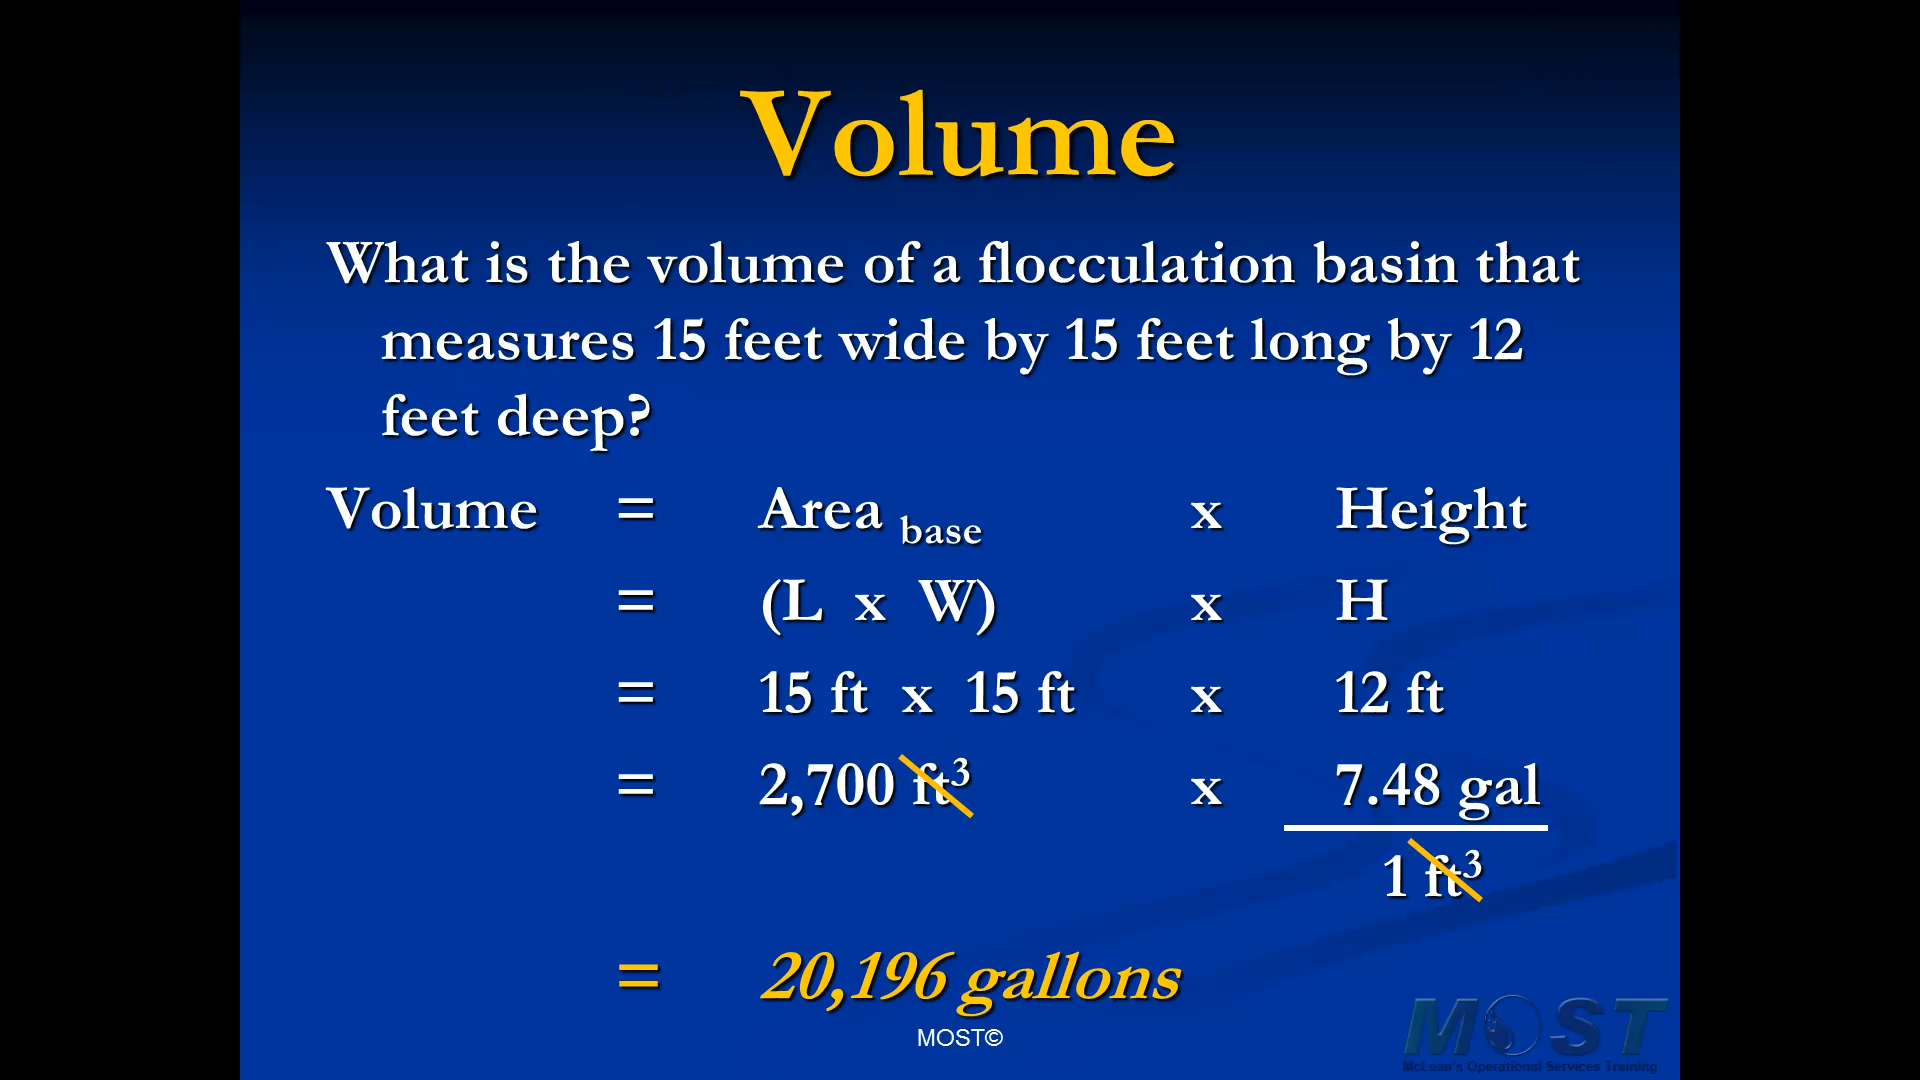 Volume
What is the volume of a flocculation basin that
measures 15 feet wide by 15 feet long by 12
feet deep?
Volume = Area base x Height
= (L x W) x H
= 15 ft x 15 ft x 12 ft
= 2,700 ft³ x 7.48 gal
1 ft³
= 20,196 gallons
MOST©
MOST
McLean's Operational Services Training